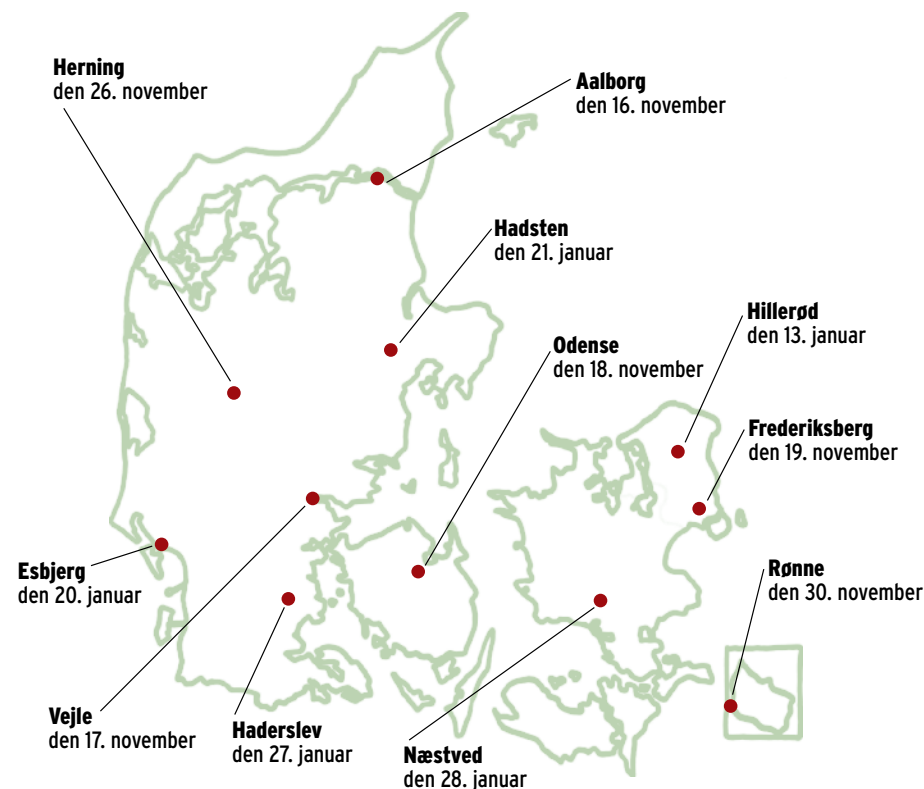 Herning
den 26. november
Aalborg
den 16. november
Hadsten
den 21. januar
Hillerød
den 13. januar
Odense
den 18. november
Frederiksberg
den 19. november
Esbjerg
den 20. januar
Rønne
den 30. november
Vejle
den 17. november
Haderslev
den 27. januar
Næstved
den 28. januar